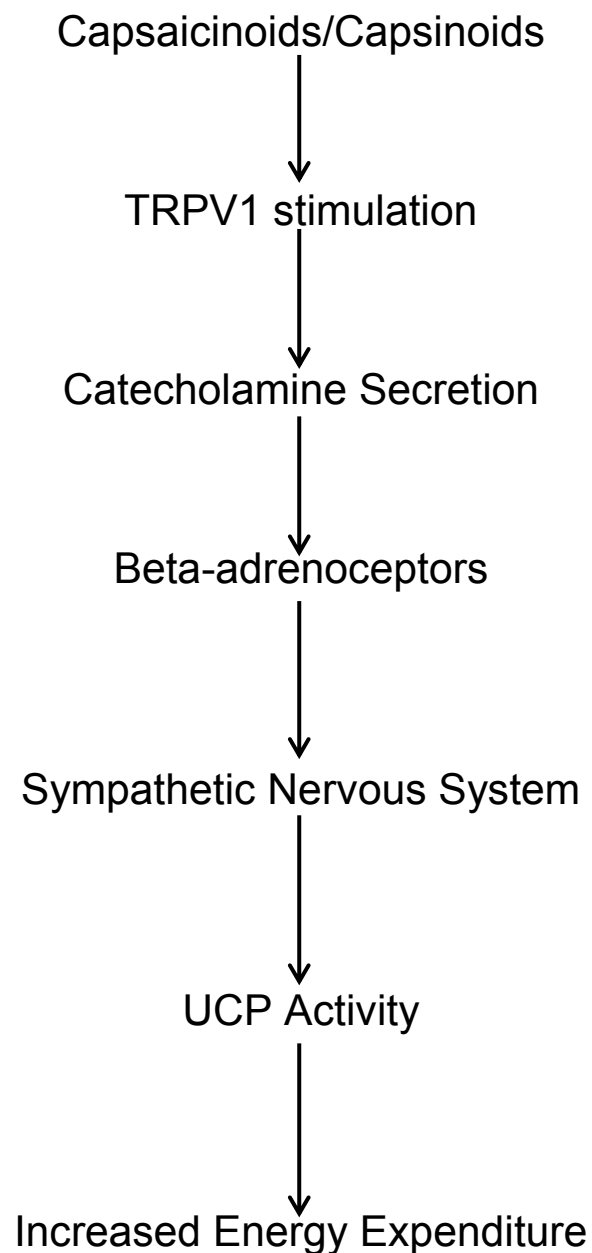 Capsaicinoids/Capsinoids
TRPV1 stimulation
Catecholamine Secretion
Beta-adrenoceptors
Sympathetic Nervous System
UCP Activity
Increased Energy Expenditure